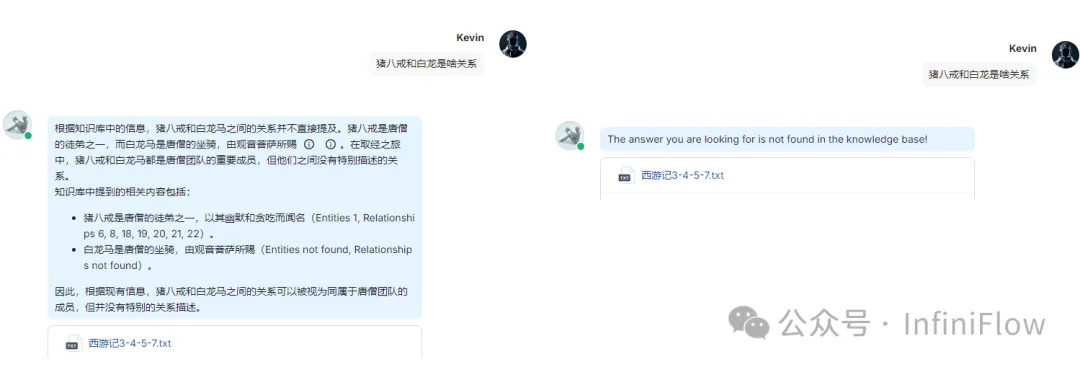 Kevin
猪八戒和白龙是啥关系
根据知识库中的信息，猪八戒和白龙马之间的关系并不直接提及。猪八戒是唐僧
的徒弟之一，而白龙马是唐僧的坐骑，由观音菩萨所赐 ⓘ ⓘ 。在取经之旅
中，猪八戒和白龙马都是唐僧团队的重要成员，但他们之间没有特别描述的关
系。
知识库中提到的相关内容包括：
• 猪八戒是唐僧的徒弟之一，以其幽默和贪吃而闻名（Entities 1, Relationshi
ps 6, 8, 18, 19, 20, 21, 22）。
• 白龙马是唐僧的坐骑，由观音菩萨所赐（Entities not found, Relationship
s not found）。
因此，根据现有信息，猪八戒和白龙马之间的关系可以被视为同属于唐僧团队的
成员，但并没有特别的关系描述。
TXT 西游记3-4-5-7.txt
Kevin
猪八戒和白龙是啥关系
The answer you are looking for is not found in the knowledge base!
TXT 西游记3-4-5-7.txt
公众号 · InfiniFlow